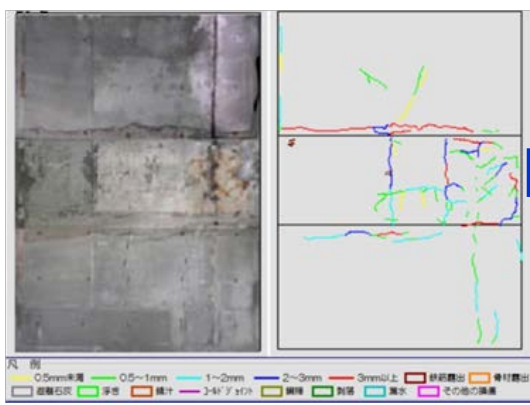 凡 例
0.5mm未満 0.5~1mm 1~2mm 2~3mm 3mm以上 鉄筋露出 骨材露出
遊離石灰 浮き 錆汁 コールドジョイント 補修 剥落 漏水 その他の損傷